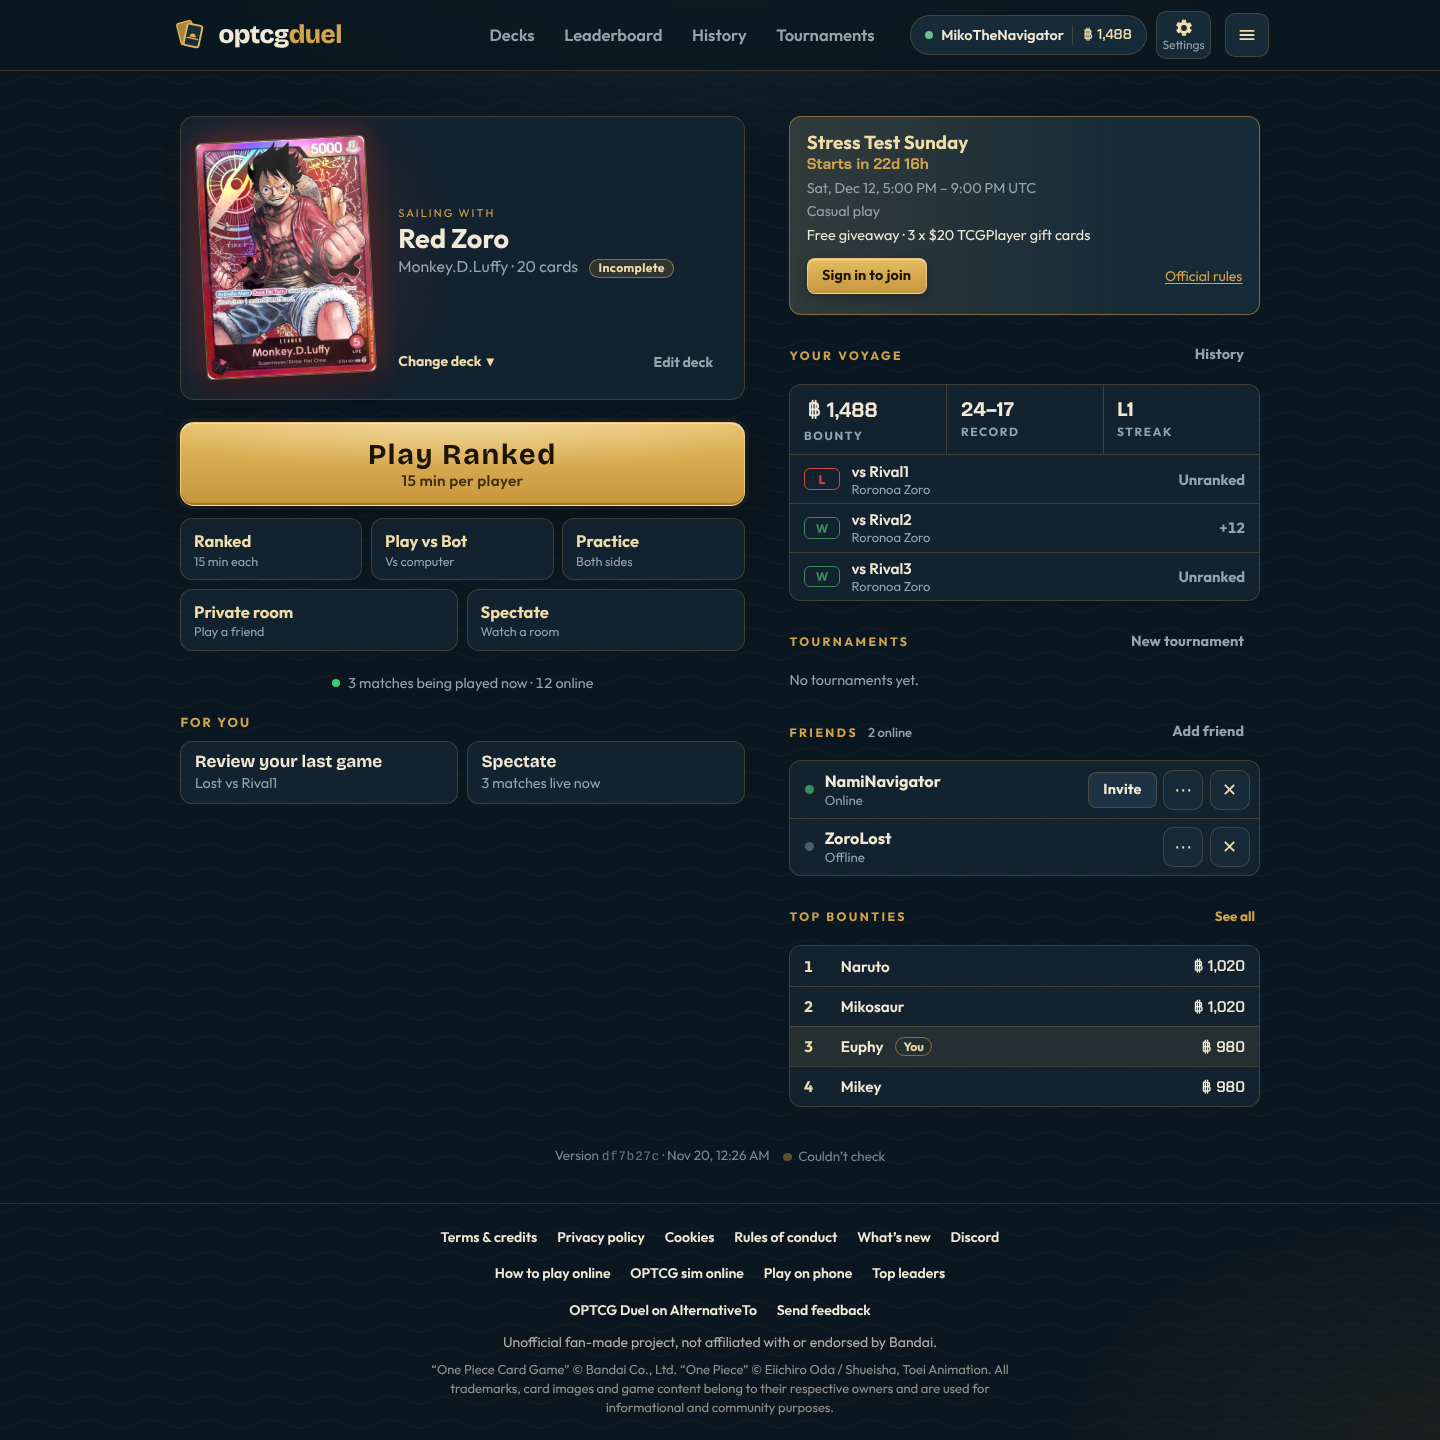 optcgduel
Decks
Leaderboard
History
Tournaments
MikoTheNavigator
฿ 1,488
Settings
5000
LEADER
Monkey.D.Luffy
5
LIFE
SAILING WITH
Red Zoro
Monkey.D.Luffy · 20 cards
Incomplete
Change deck ▾
Edit deck
Play Ranked
15 min per player
Ranked
15 min each
Play vs Bot
Vs computer
Practice
Both sides
Private room
Play a friend
Spectate
Watch a room
3 matches being played now · 12 online
FOR YOU
Review your last game
Lost vs Rival1
Spectate
3 matches live now
Stress Test Sunday
Starts in 22d 16h
Sat, Dec 12, 5:00 PM – 9:00 PM UTC
Casual play
Free giveaway · 3 x $20 TCGPlayer gift cards
Sign in to join
Official rules
YOUR VOYAGE
History
฿ 1,488
BOUNTY
24–17
RECORD
L1
STREAK
L
vs Rival1
Roronoa Zoro
Unranked
W
vs Rival2
Roronoa Zoro
+12
W
vs Rival3
Roronoa Zoro
Unranked
TOURNAMENTS
New tournament
No tournaments yet.
FRIENDS 2 online
Add friend
NamiNavigator
Online
Invite
⋯
✕
ZoroLost
Offline
⋯
✕
TOP BOUNTIES
See all
1 Naruto ฿ 1,020
2 Mikosaur ฿ 1,020
3 Euphy You ฿ 980
4 Mikey ฿ 980
Version df7b27c · Nov 20, 12:26 AM Couldn't check
Terms & credits Privacy policy Cookies Rules of conduct What's new Discord
How to play online OPTCG sim online Play on phone Top leaders
OPTCG Duel on AlternativeTo Send feedback
Unofficial fan-made project, not affiliated with or endorsed by Bandai.
“One Piece Card Game” © Bandai Co., Ltd. “One Piece” © Eiichiro Oda / Shueisha, Toei Animation. All
trademarks, card images and game content belong to their respective owners and are used for
informational and community purposes.